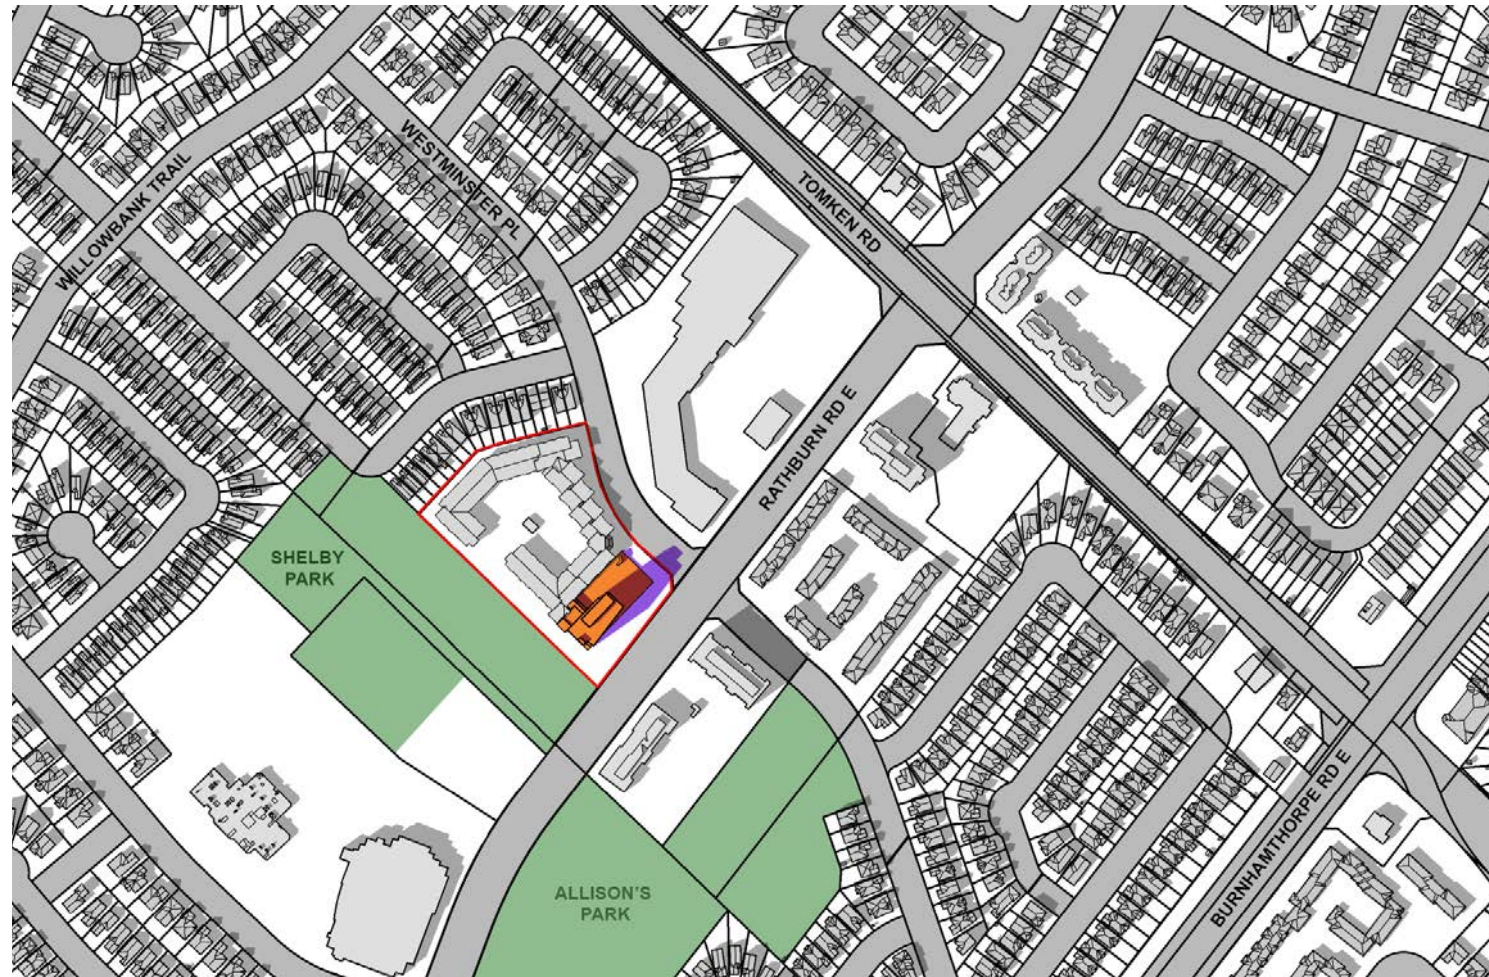 WESTMINSTER PL
WILLOWBANK TRAIL
TOMKEN RD
RATHBURN RD E
SHELBY
PARK
ALLISON'S
PARK
BURNHAMTHORPE RD E